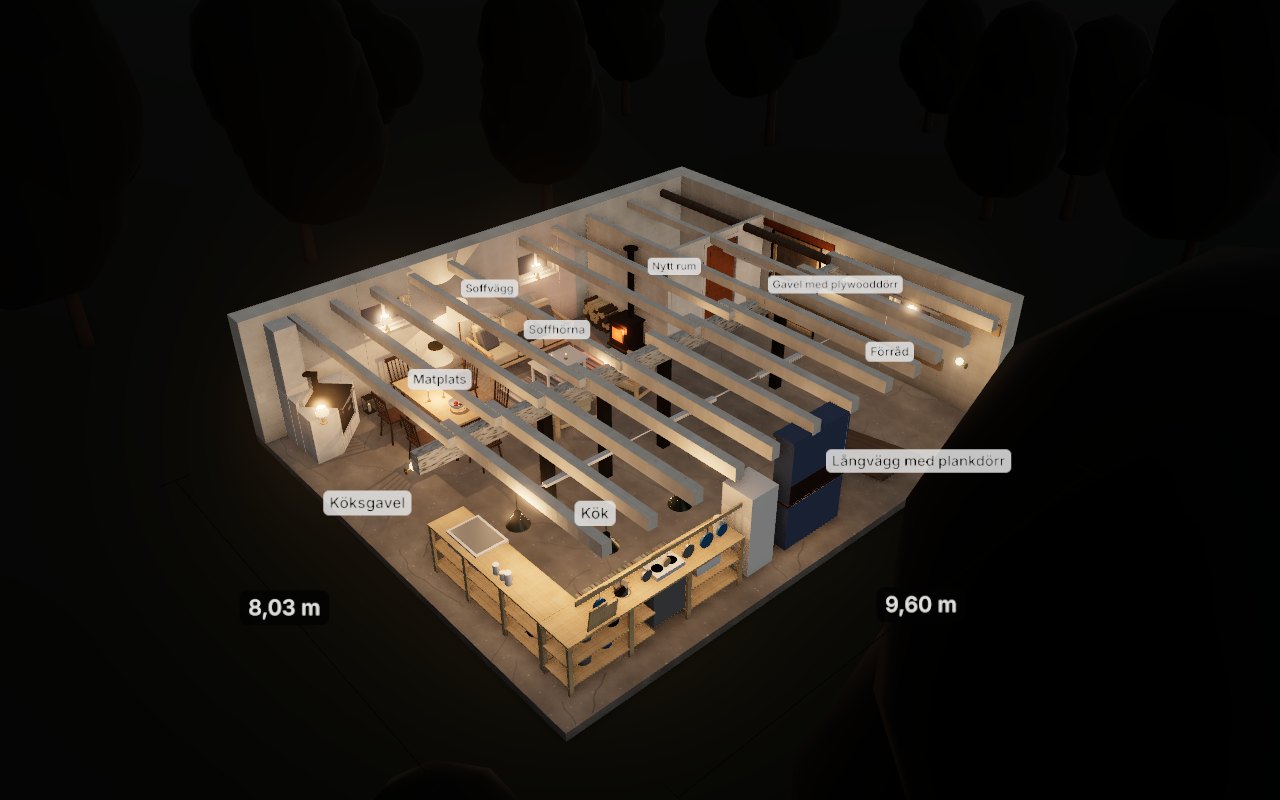 Nytt rum
Soffvägg
Gavel med plywooddörr
Soffhörna
Förråd
Matplats
Långvägg med plankdörr
Köksgavel
Kök
8,03 m
9,60 m